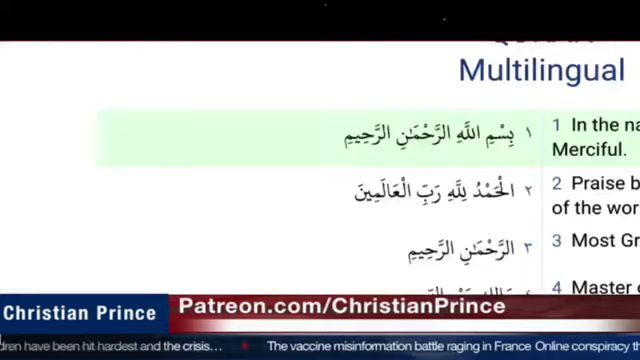 Multilingual
١ بِسْمِ اللَّهِ الرَّحْمَٰنِ الرَّحِيمِ
1 In the na
Merciful.
٢ الْحَمْدُ لِلَّهِ رَبِّ الْعَالَمِينَ
2 Praise b
of the wor
٣ الرَّحْمَٰنِ الرَّحِيمِ
3 Most Gr
4 Master o
Christian Prince
Patreon.com/ChristianPrince
dren have been hit hardest and the crisis…
The vaccine misinformation battle raging in France Online conspiracy th